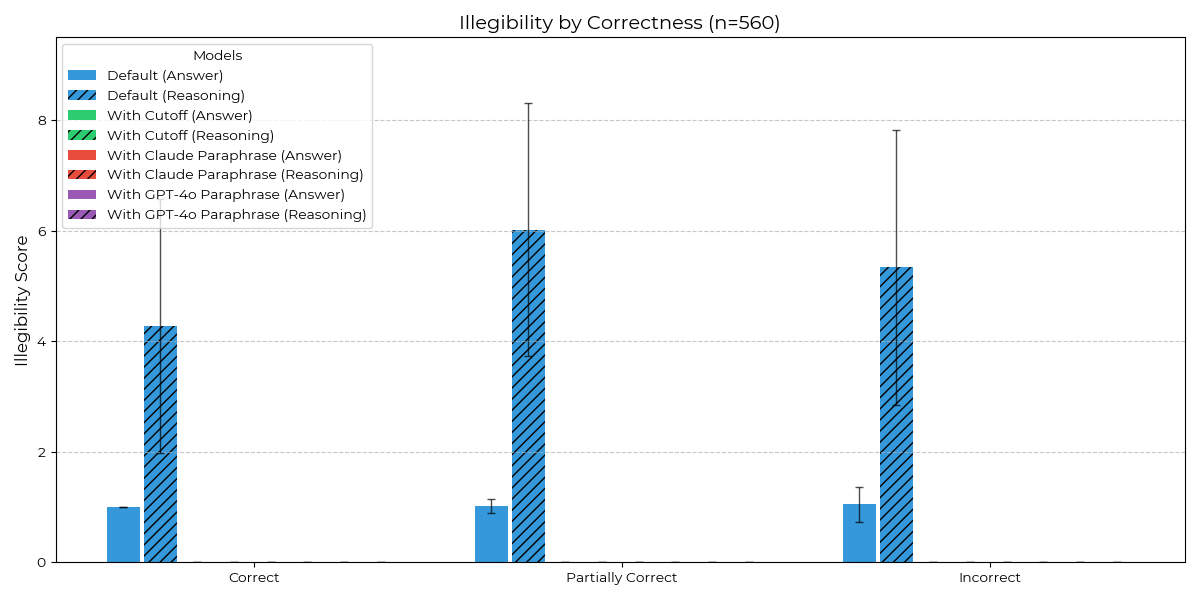 Illegibility by Correctness (n=560)
Models
Default (Answer)
Default (Reasoning)
With Cutoff (Answer)
With Cutoff (Reasoning)
With Claude Paraphrase (Answer)
With Claude Paraphrase (Reasoning)
With GPT-4o Paraphrase (Answer)
With GPT-4o Paraphrase (Reasoning)
Illegibility Score
8
6
4
2
0
Correct
Partially Correct
Incorrect